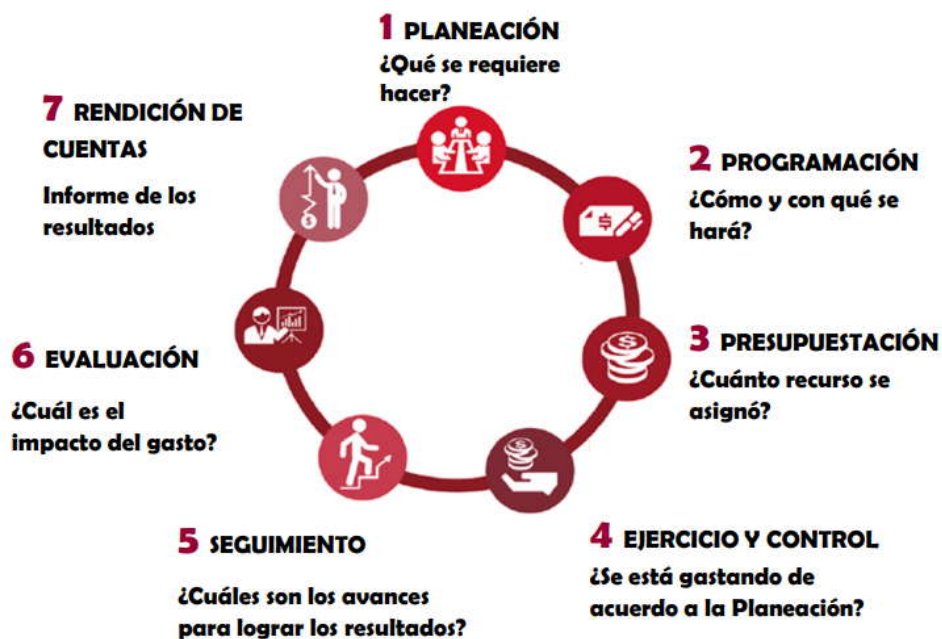 1 PLANEACIÓN
¿Qué se requiere
hacer?
2 PROGRAMACIÓN
¿Cómo y con qué se
hará?
3 PRESUPUESTACIÓN
¿Cuánto recurso se
asignó?
4 EJERCICIO Y CONTROL
¿Se está gastando de
acuerdo a la Planeación?
5 SEGUIMIENTO
¿Cuáles son los avances
para lograr los resultados?
6 EVALUACIÓN
¿Cuál es el
impacto del gasto?
7 RENDICIÓN DE
CUENTAS
Informe de los
resultados